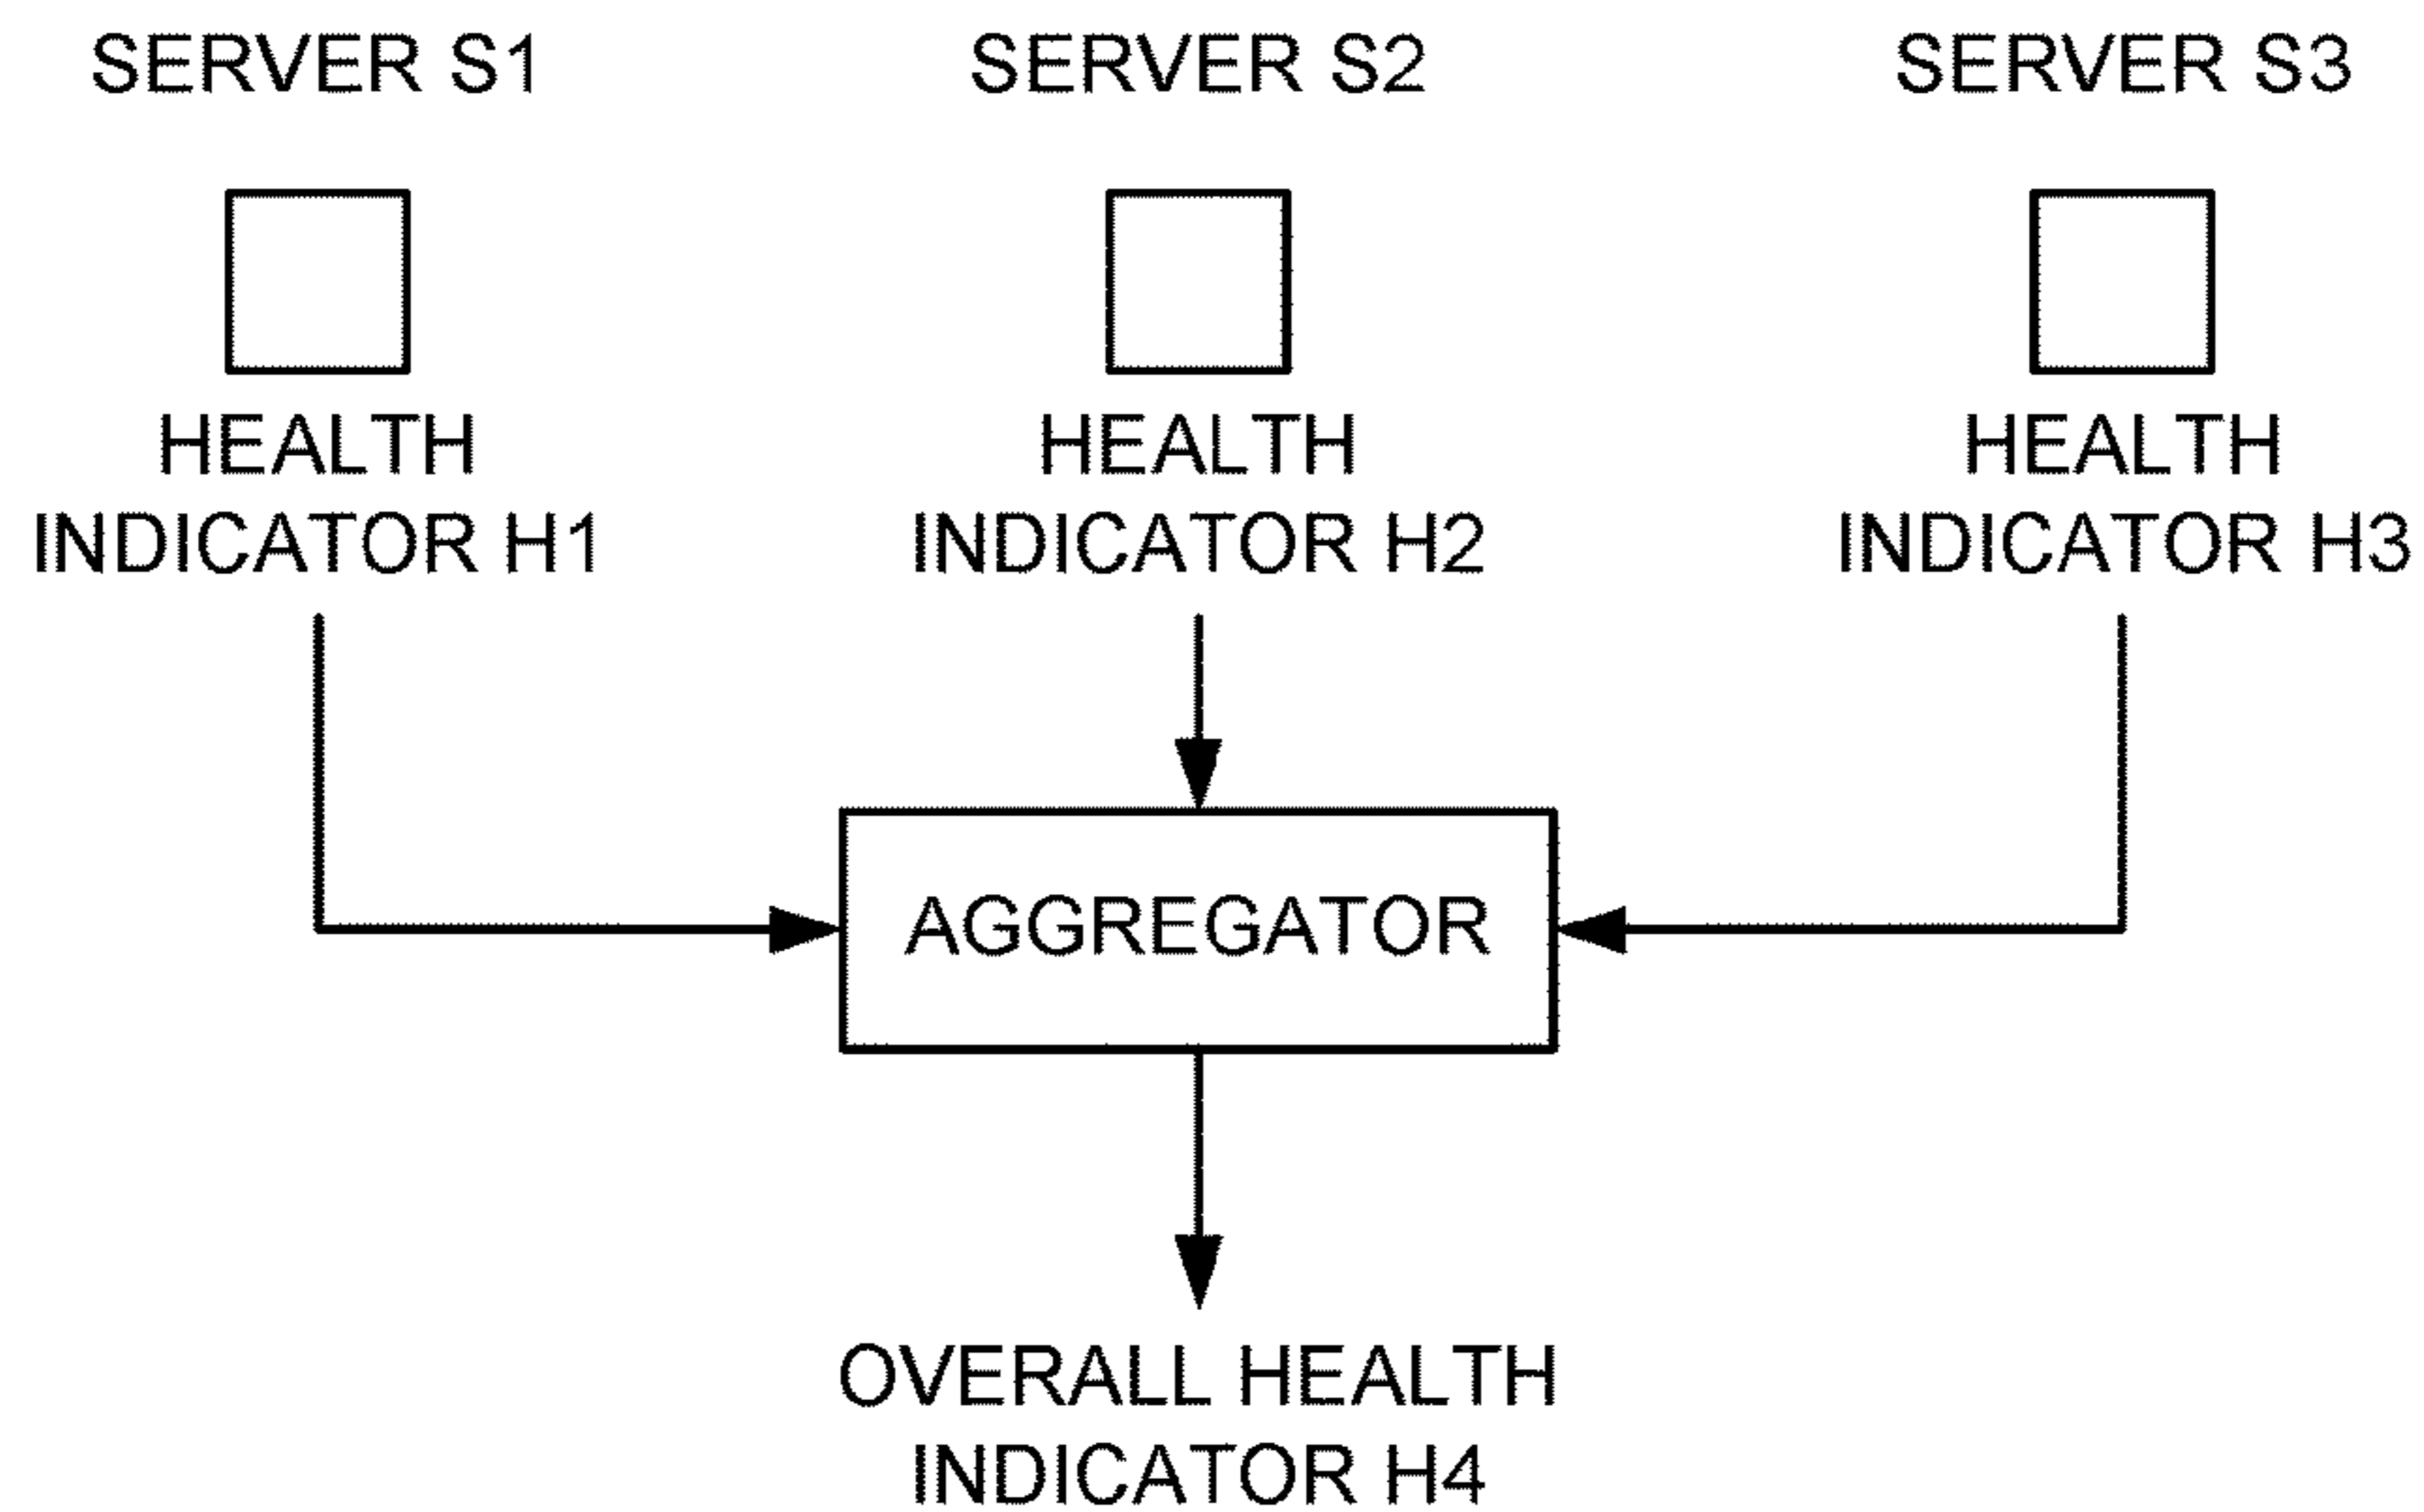 SERVER S1
SERVER S2
SERVER S3
HEALTH
INDICATOR H1
HEALTH
INDICATOR H2
HEALTH
INDICATOR H3
AGGREGATOR
OVERALL HEALTH
INDICATOR H4